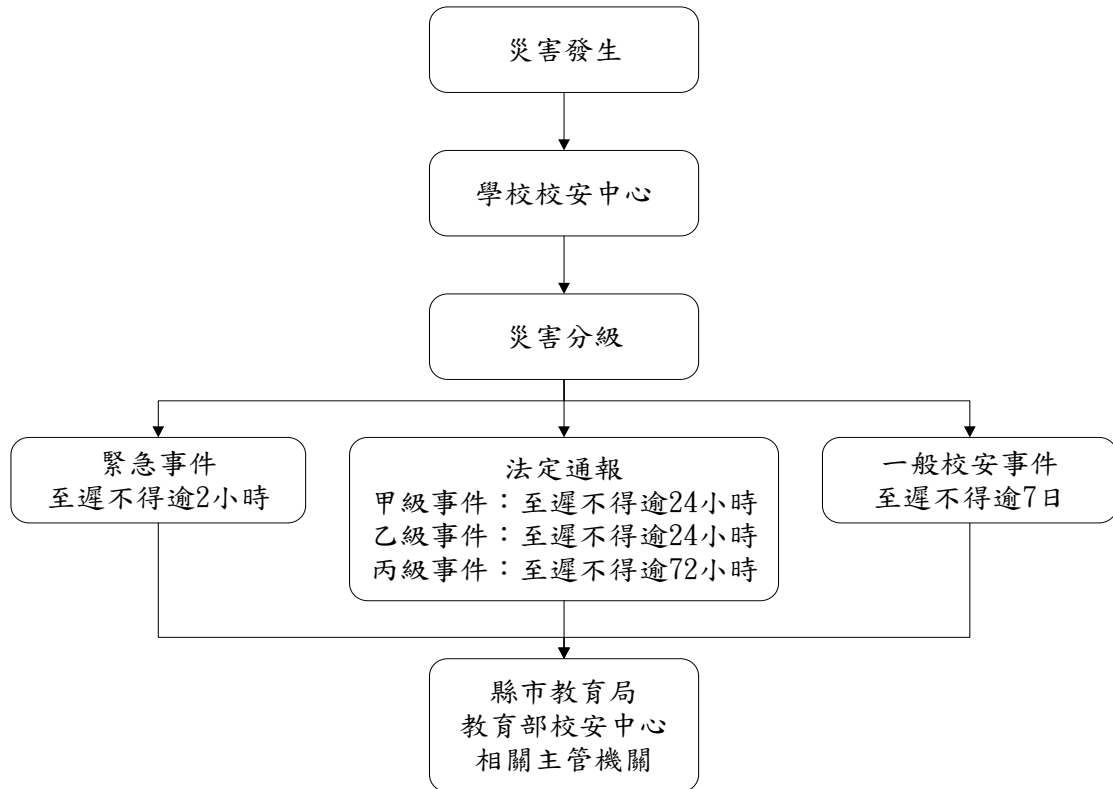 災害發生
學校校安中心
災害分級
緊急事件
至遲不得逾2小時
法定通報
甲級事件：至遲不得逾24小時
乙級事件：至遲不得逾24小時
丙級事件：至遲不得逾72小時
一般校安事件
至遲不得逾7日
縣市教育局
教育部校安中心
相關主管機關